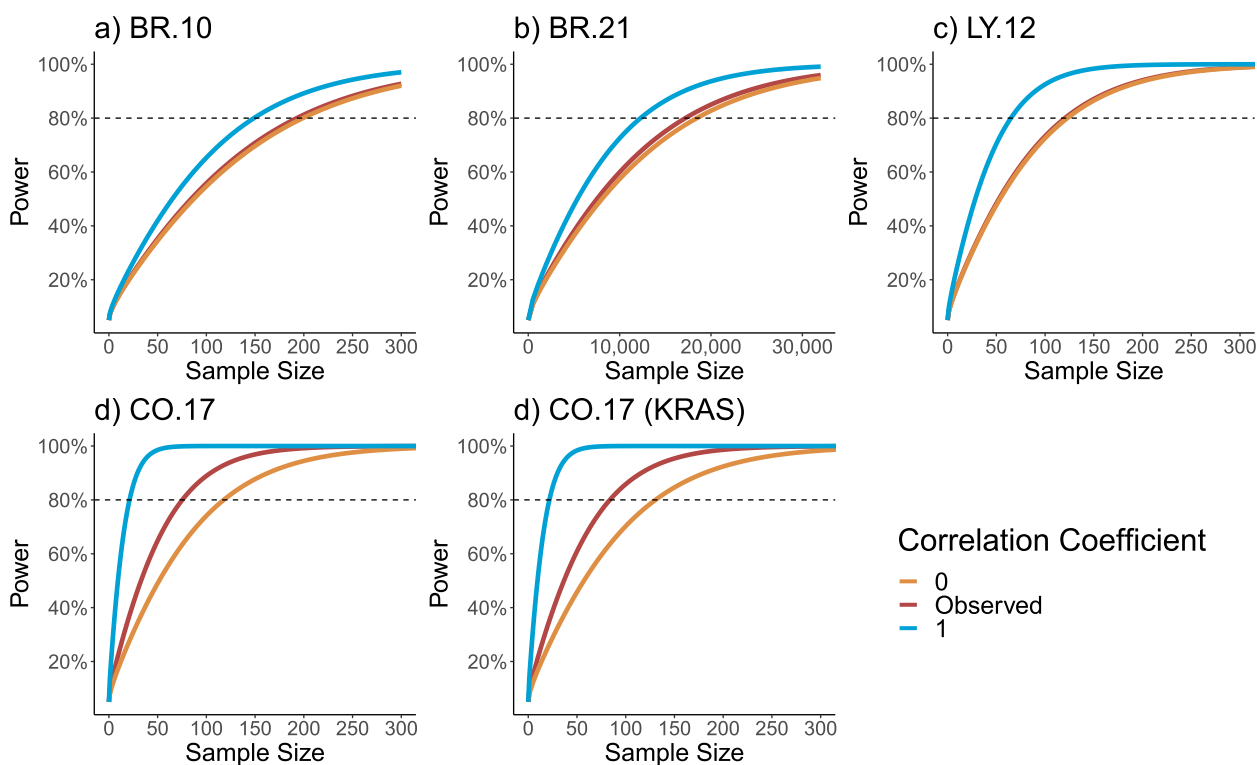 a) BR.10
100%
80%
60%
40%
20%
Power
0 50 100 150 200 250 300
Sample Size
b) BR.21
100%
80%
60%
40%
20%
Power
0 10,000 20,000 30,000
Sample Size
c) LY.12
100%
80%
60%
40%
20%
Power
0 50 100 150 200 250 300
Sample Size
d) CO.17
100%
80%
60%
40%
20%
Power
0 50 100 150 200 250 300
Sample Size
d) CO.17 (KRAS)
100%
80%
60%
40%
20%
Power
0 50 100 150 200 250 300
Sample Size
Correlation Coefficient
0
Observed
1